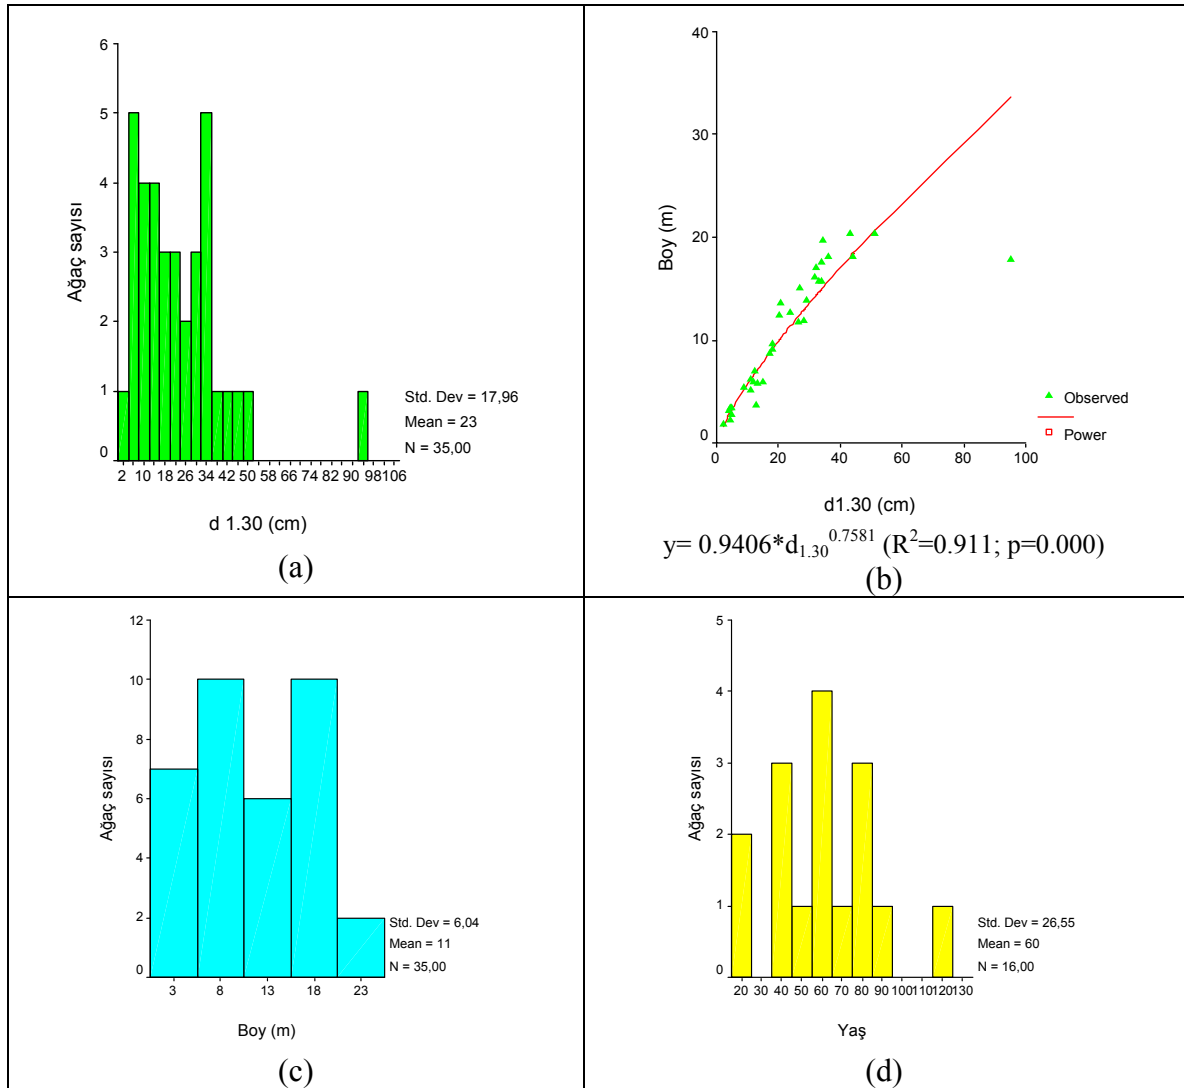 6
5
4
3
2
1
0
Ağaç sayısı
Std. Dev = 17,96
Mean = 23
N = 35,00
2 10 18 26 34 42 50 58 66 74 82 90 98 106
d 1.30 (cm)
(a)
40
30
20
10
0
Boy (m)
Observed
Power
0 20 40 60 80 100
d1.30 (cm)
y= 0.9406*d1.30^0.7581 (R²=0.911; p=0.000)
(b)
12
10
8
6
4
2
0
Ağaç sayısı
Std. Dev = 6,04
Mean = 11
N = 35,00
3 8 13 18 23
Boy (m)
(c)
5
4
3
2
1
0
Ağaç sayısı
Std. Dev = 26,55
Mean = 60
N = 16,00
20 30 40 50 60 70 80 90 100 110 120 130
Yaş
(d)